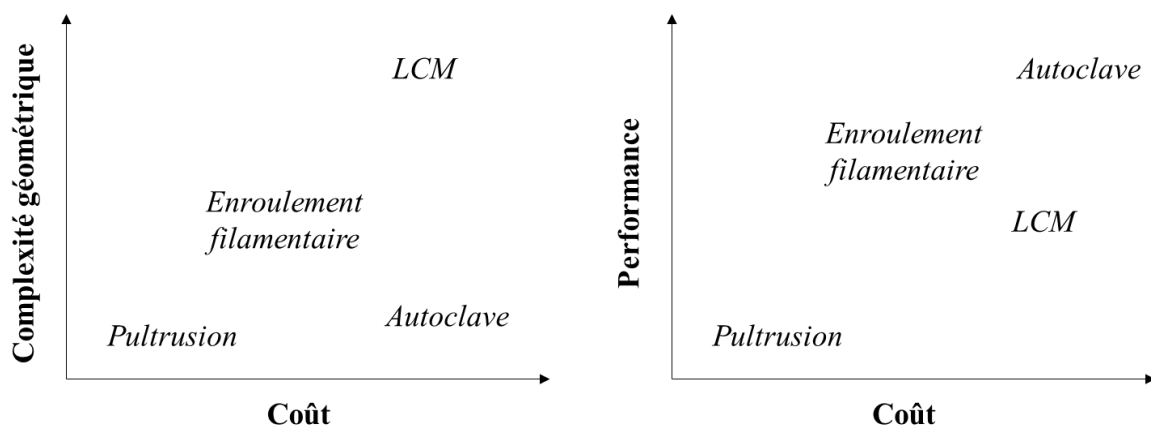 Complexité géométrique
LCM
Enroulement
filamentaire
Autoclave
Pultrusion
Coût
Performance
Autoclave
Enroulement
filamentaire
LCM
Pultrusion
Coût